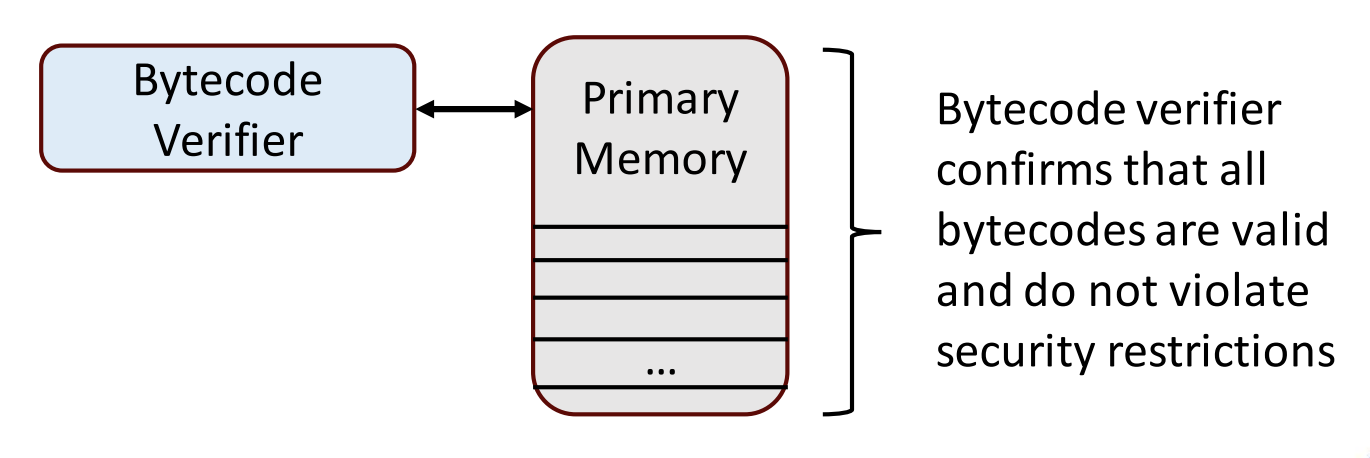 Bytecode
Verifier
Primary
Memory
...
Bytecode verifier
confirms that all
bytecodes are valid
and do not violate
security restrictions